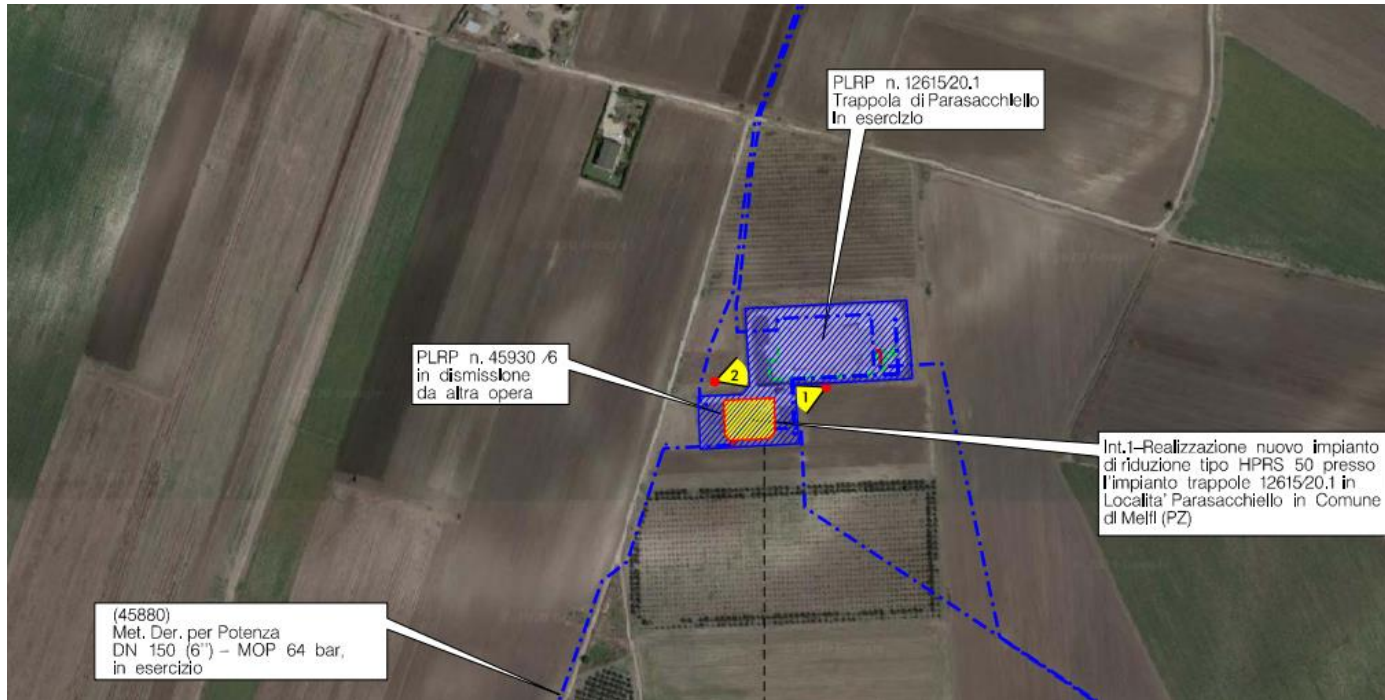 PLRP n. 12615/20.1
Trappola di Parasacchiello
in esercizio
PLRP n. 45930 /6
in dismissione
da altra opera
2
1
Int.1–Realizzazione nuovo impianto
di riduzione tipo HPRS 50 presso
l'impianto trappole 12615/20.1 in
Localita' Parasacchiello in Comune
di Melfi (PZ)
(45880)
Met. Der. per Potenza
DN 150 (6") – MOP 64 bar,
in esercizio